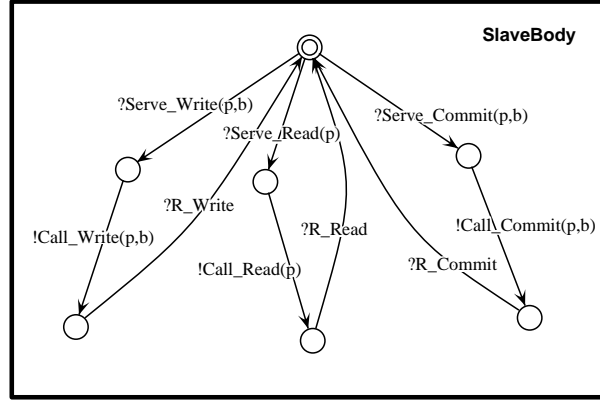 SlaveBody
?Serve_Write(p,b)
?Serve_Commit(p,b)
?Serve_Read(p)
?R_Write
!Call_Commit(p,b)
?R_Read
!Call_Write(p,b)
?R_Commit
!Call_Read(p)